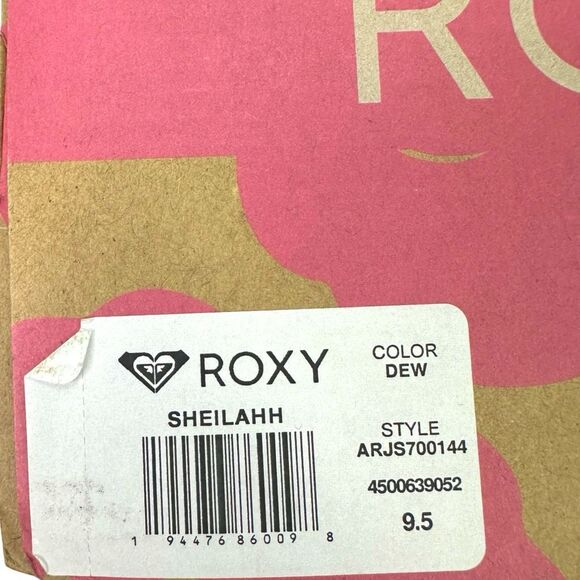 RO
ROXY
SHEILAHH
1 94476 86009 8
COLOR
DEW
STYLE
ARJS700144
4500639052
9.5